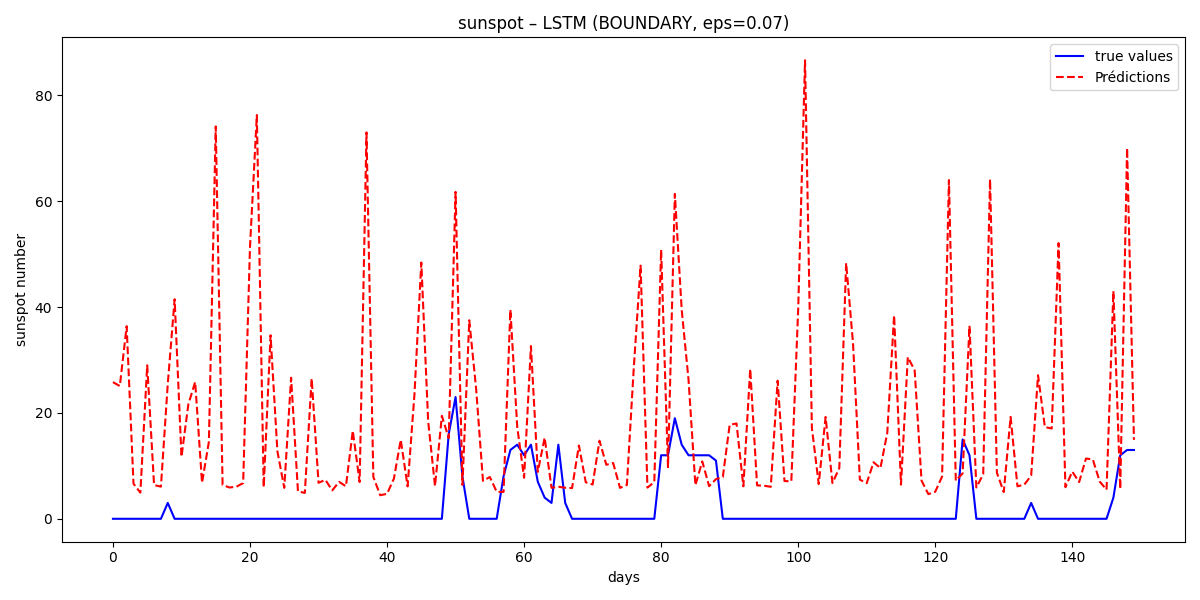 sunspot – LSTM (BOUNDARY, eps=0.07)
true values
Prédictions
sunspot number
80
60
40
20
0
0 20 40 60 80 100 120 140
days